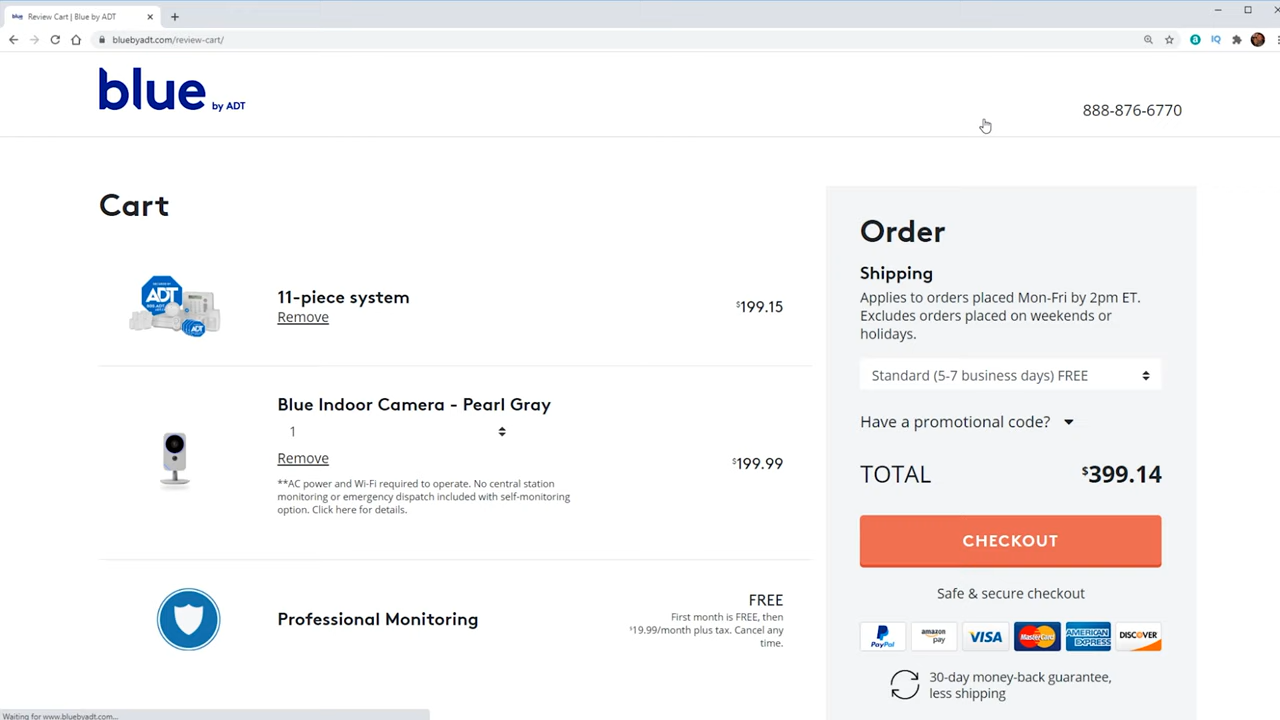 Review Cart | Blue by ADT
bluebyadt.com/review-cart/
blue by ADT
888-876-6770
Cart
11-piece system
Remove
$199.15
Blue Indoor Camera - Pearl Gray
1
Remove
$199.99
**AC power and Wi-Fi required to operate. No central station
monitoring or emergency dispatch included with self-monitoring
option. Click here for details.
Professional Monitoring
FREE
First month is FREE, then
$19.99/month plus tax. Cancel any
time.
Order
Shipping
Applies to orders placed Mon-Fri by 2pm ET.
Excludes orders placed on weekends or
holidays.
Standard (5-7 business days) FREE
Have a promotional code?
TOTAL $399.14
CHECKOUT
Safe & secure checkout
PayPal amazon pay VISA MasterCard AMERICAN EXPRESS DISCOVER
30-day money-back guarantee,
less shipping
Waiting for www.bluebyadt.com...
ADT
ADT
IQ
a